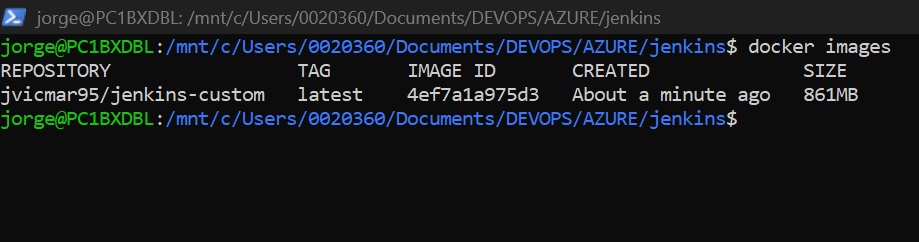 jorge@PC1BXDBL: /mnt/c/Users/0020360/Documents/DEVOPS/AZURE/jenkins
jorge@PC1BXDBL:/mnt/c/Users/0020360/Documents/DEVOPS/AZURE/jenkins$ docker images
REPOSITORY TAG IMAGE ID CREATED SIZE
jvicmar95/jenkins-custom latest 4ef7a1a975d3 About a minute ago 861MB
jorge@PC1BXDBL:/mnt/c/Users/0020360/Documents/DEVOPS/AZURE/jenkins$